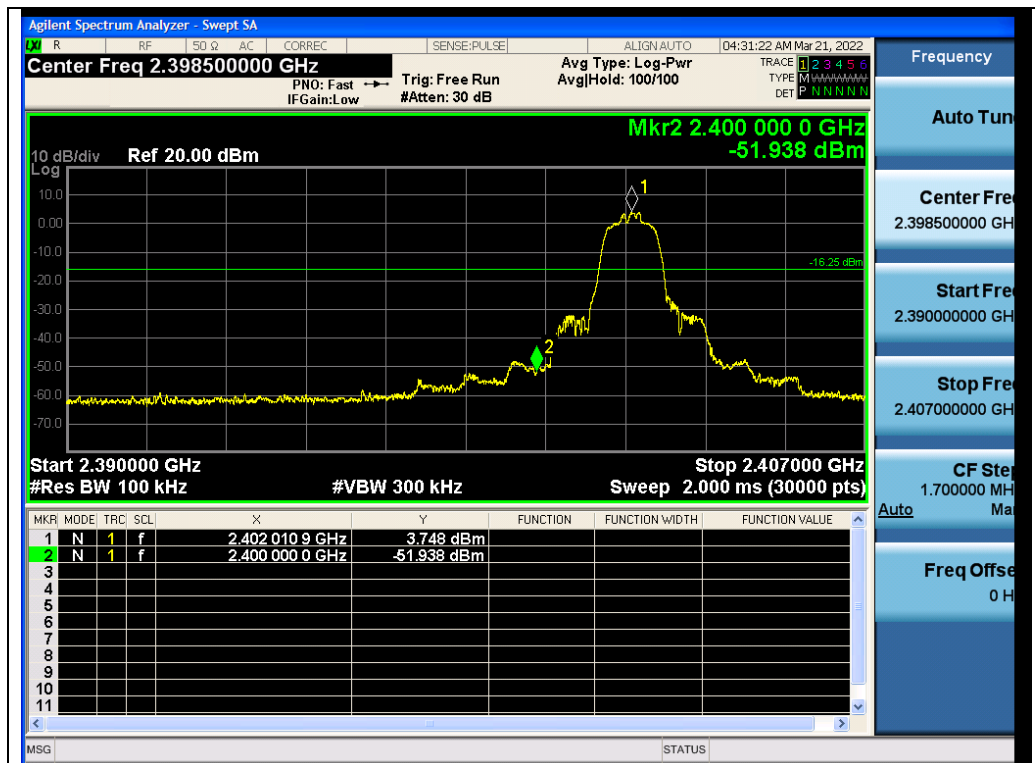 Agilent Spectrum Analyzer - Swept SA
LXI R RF 50 Ω AC CORREC SENSE:PULSE ALIGN AUTO 04:31:22 AM Mar 21, 2022
Center Freq 2.398500000 GHz
PNO: Fast
IFGain:Low
Trig: Free Run
#Atten: 30 dB
Avg Type: Log-Pwr
Avg|Hold: 100/100
TRACE 1 2 3 4 5 6
TYPE M WWWWW
DET P N N N N N
Mkr2 2.400 000 0 GHz
-51.938 dBm
10 dB/div Ref 20.00 dBm
Log
10.0
0.00
-10.0
-20.0
-30.0
-40.0
-50.0
-60.0
-70.0
1
-16.25 dBm
2
Start 2.390000 GHz Stop 2.407000 GHz
#Res BW 100 kHz #VBW 300 kHz Sweep 2.000 ms (30000 pts)
MKR MODE TRC SCL X Y FUNCTION FUNCTION WIDTH FUNCTION VALUE
1 N 1 f 2.402 010 9 GHz 3.748 dBm
2 N 1 f 2.400 000 0 GHz -51.938 dBm
3
4
5
6
7
8
9
10
11
MSG STATUS
Frequency
Auto Tun
Center Fre
2.398500000 GH
Start Fre
2.390000000 GH
Stop Fre
2.407000000 GH
CF Ste
1.700000 MH
Auto Ma
Freq Offse
0 H